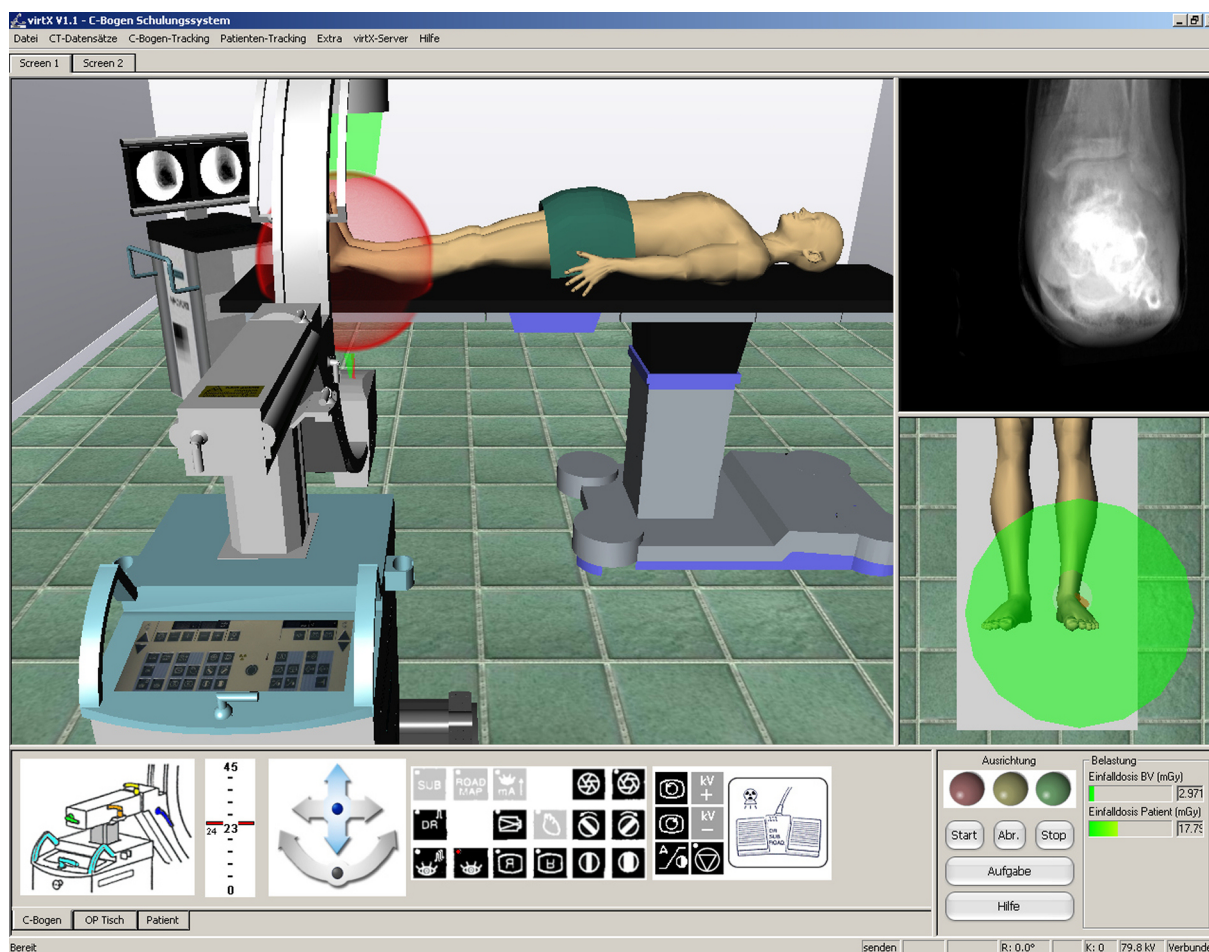 virtX V1.1 - C-Bogen Schulungssystem
Datei CT-Datensätze C-Bogen-Tracking Patienten-Tracking Extra virtX-Server Hilfe
Screen 1 Screen 2
45
24 23
0
SUB ROAD MAP mA
DR
kV +
kV −
A
R
DR
SUB
ROAD
Ausrichtung
Start Abr. Stop
Aufgabe
Hilfe
Belastung
Einfalldosis BV (mGy)
2.971
Einfalldosis Patient (mGy)
17.79
C-Bogen OP Tisch Patient
Bereit senden R: 0.0° K: 0 79.8 kV Verbunde